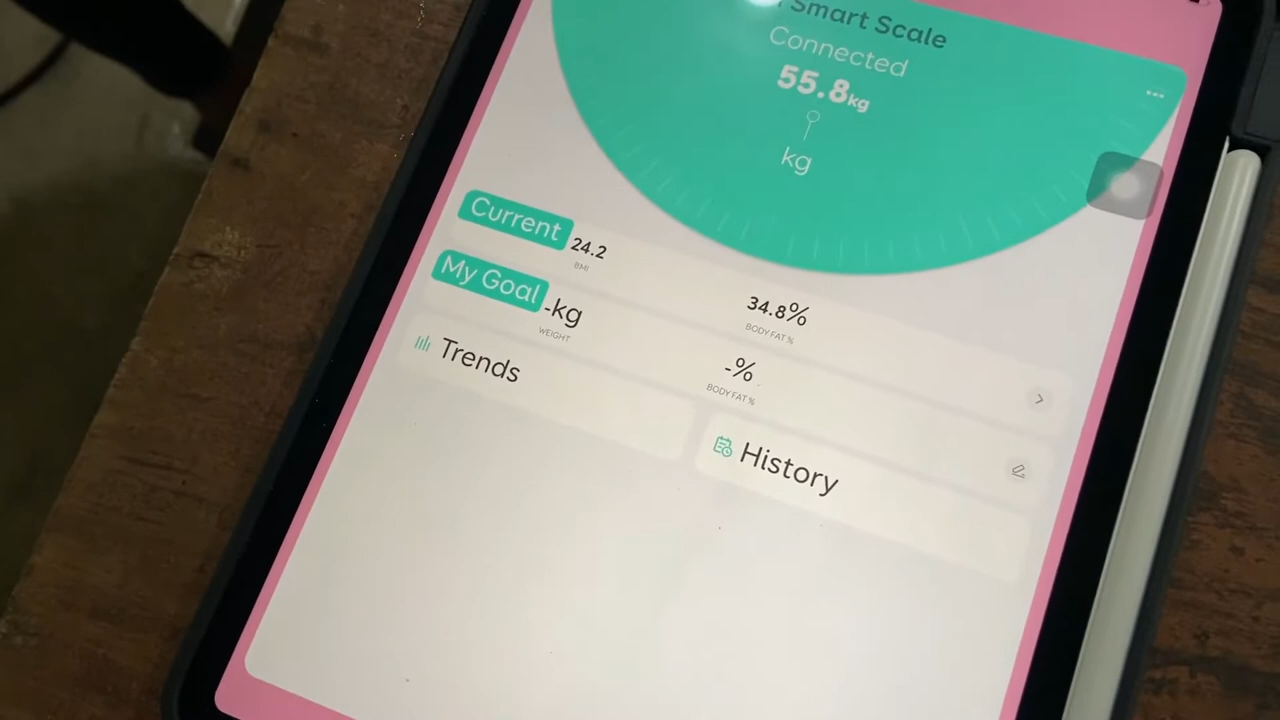 Smart Scale
Connected
55.8kg
kg
Current
24.2
BMI
34.8%
BODY FAT %
My Goal
-kg
WEIGHT
-%
BODY FAT %
Trends
History